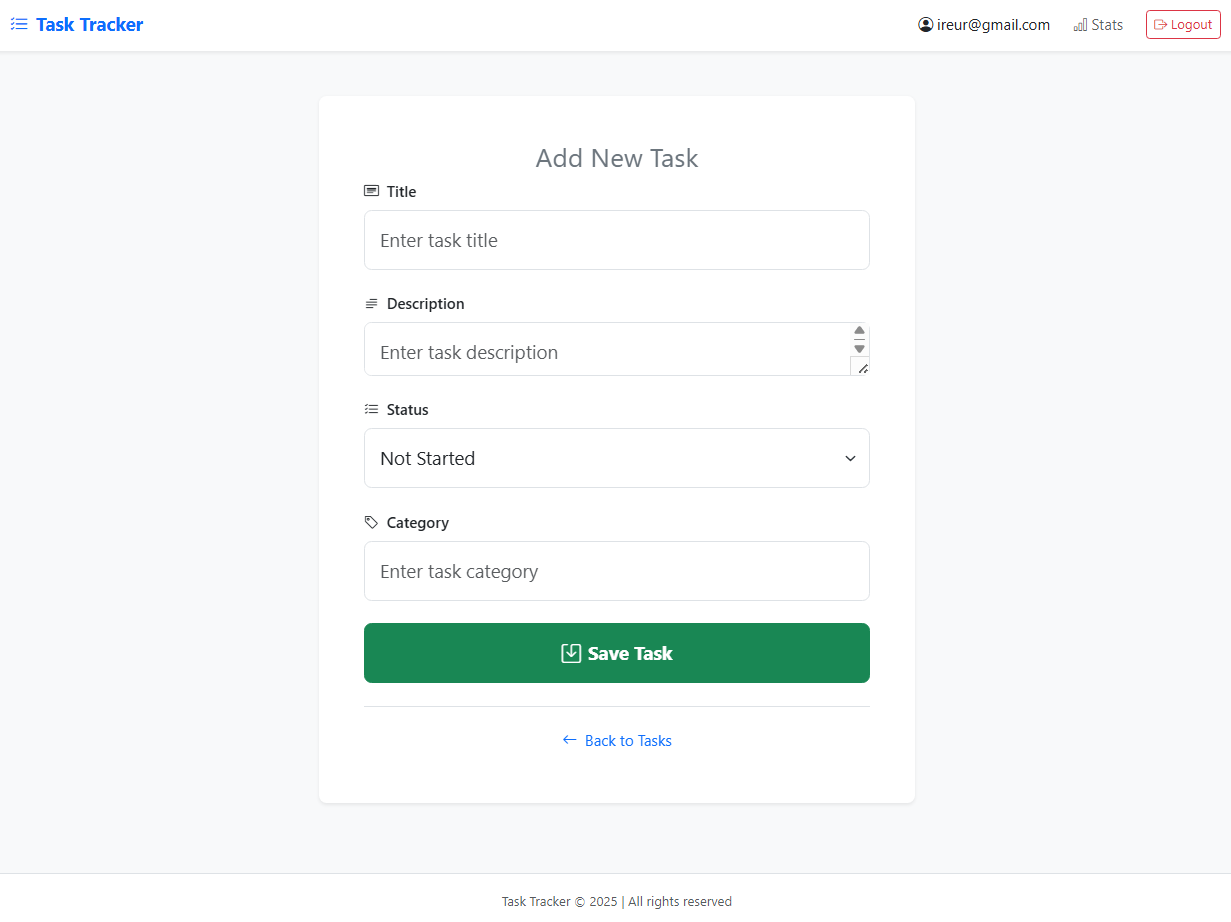 Task Tracker
ireur@gmail.com
Stats
Logout
Add New Task
Title
Enter task title
Description
Enter task description
Status
Not Started
Category
Enter task category
Save Task
Back to Tasks
Task Tracker © 2025 | All rights reserved